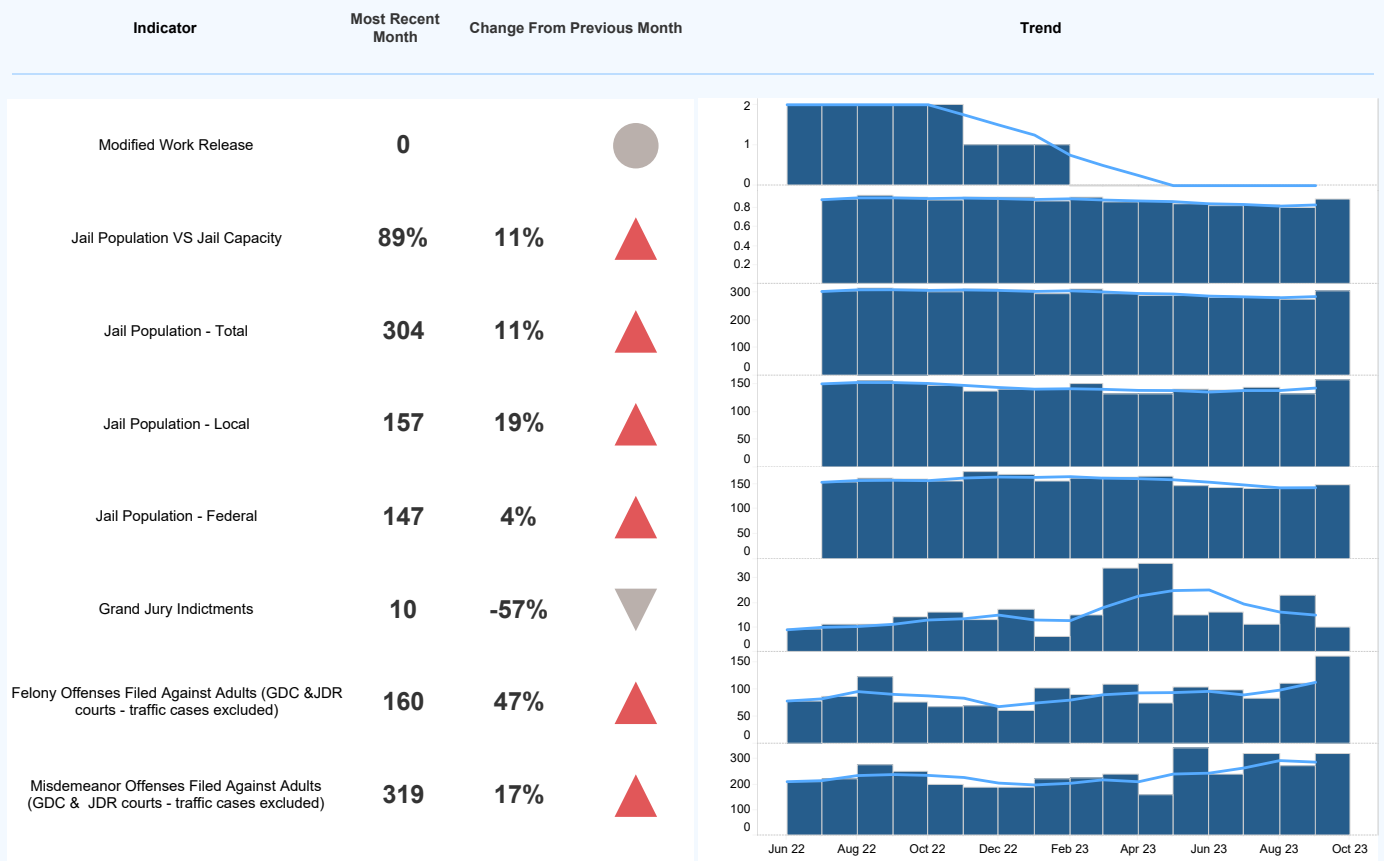 Indicator
Most Recent
Month
Change From Previous Month
Trend
Modified Work Release
0
2
1
0
Jail Population VS Jail Capacity
89%
11%
0.8
0.6
0.4
0.2
Jail Population - Total
304
11%
300
200
100
0
Jail Population - Local
157
19%
150
100
50
0
Jail Population - Federal
147
4%
150
100
50
0
Grand Jury Indictments
10
-57%
30
20
10
0
Felony Offenses Filed Against Adults (GDC &JDR
courts - traffic cases excluded)
160
47%
150
100
50
0
Misdemeanor Offenses Filed Against Adults
(GDC & JDR courts - traffic cases excluded)
319
17%
300
200
100
0
Jun 22
Aug 22
Oct 22
Dec 22
Feb 23
Apr 23
Jun 23
Aug 23
Oct 23